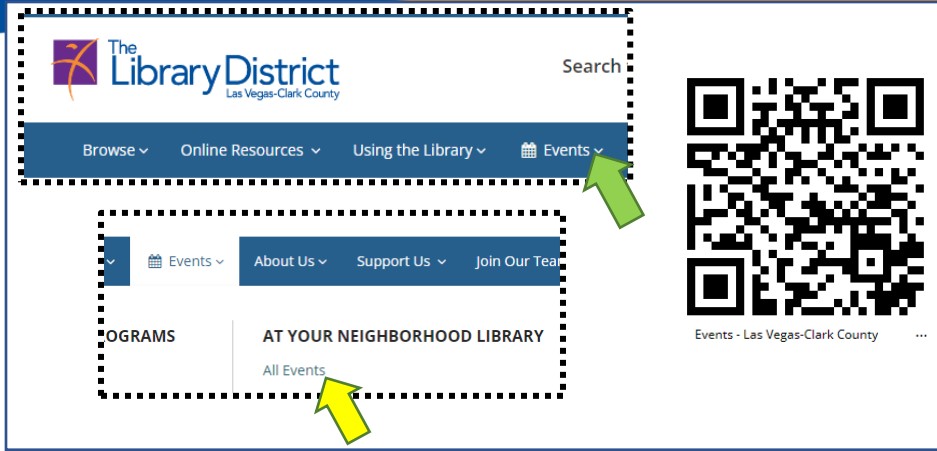 The
Library District
Las Vegas-Clark County
Search
Browse Online Resources Using the Library Events
Events About Us Support Us Join Our Tea
OGRAMS AT YOUR NEIGHBORHOOD LIBRARY
All Events
Events - Las Vegas-Clark County ...